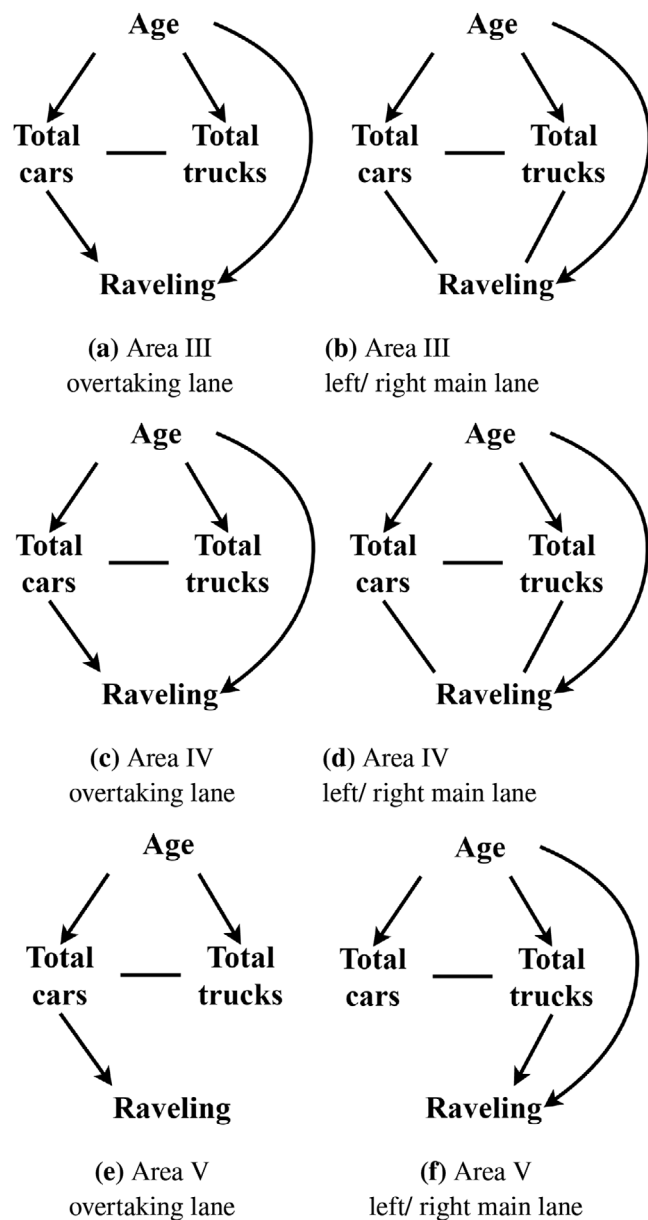 Age
Age
Total
cars
Total
trucks
Total
cars
Total
trucks
Raveling
Raveling
(a) Area III
overtaking lane
(b) Area III
left/ right main lane
Age
Age
Total
cars
Total
trucks
Total
cars
Total
trucks
Raveling
Raveling
(c) Area IV
overtaking lane
(d) Area IV
left/ right main lane
Age
Age
Total
cars
Total
trucks
Total
cars
Total
trucks
Raveling
Raveling
(e) Area V
overtaking lane
(f) Area V
left/ right main lane